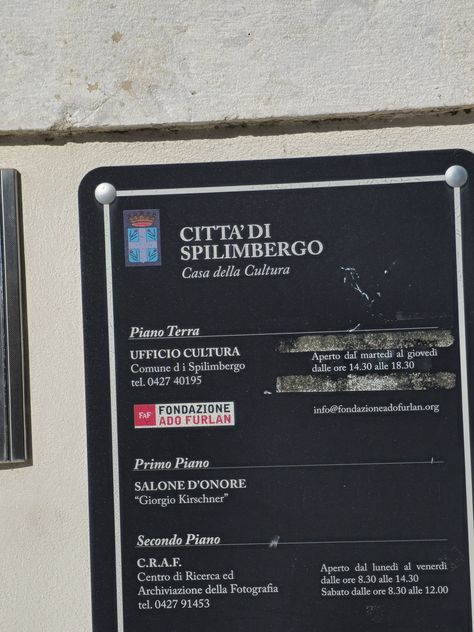 CITTA' DI
SPILIMBERGO
Casa della Cultura
Piano Terra
UFFICIO CULTURA
Comune d i Spilimbergo
tel. 0427 40195
Aperto dal martedì al giovedì
dalle ore 14.30 alle 18.30
FAF FONDAZIONE
ADO FURLAN
info@fondazioneadofurlan.org
Primo Piano
SALONE D'ONORE
"Giorgio Kirschner"
Secondo Piano
C.R.A.F.
Centro di Ricerca ed
Archiviazione della Fotografia
tel. 0427 91453
Aperto dal lunedì al venerdì
dalle ore 8.30 alle 14.30
Sabato dalle ore 8.30 alle 12.00